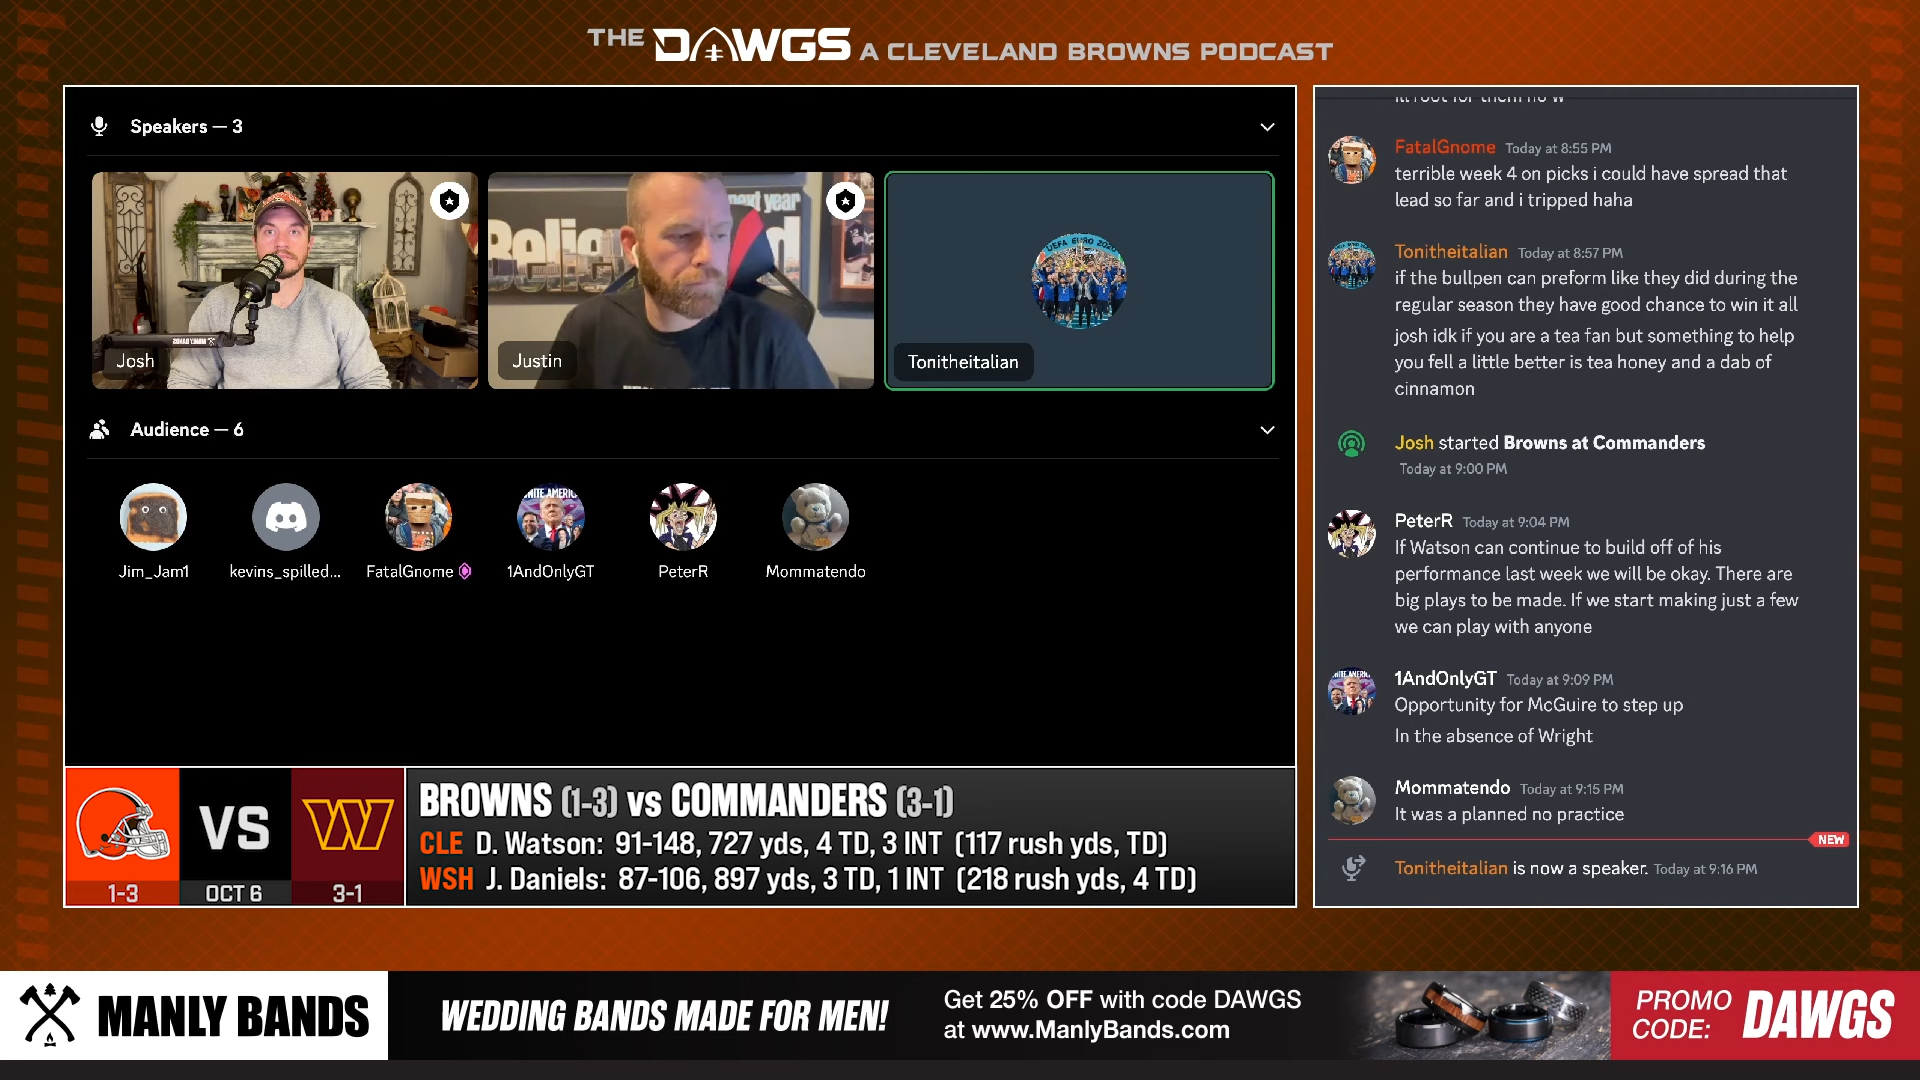 THE DAWGS A CLEVELAND BROWNS PODCAST
Speakers — 3
Josh
next year
Justin
UEFA EURO 2020
Tonitheitalian
Audience — 6
Jim_Jam1
kevins_spilled...
FatalGnome
1AndOnlyGT
PeterR
Mommatendo
1-3
VS
OCT 6
3-1
BROWNS (1-3) vs COMMANDERS (3-1)
CLE D. Watson: 91-148, 727 yds, 4 TD, 3 INT (117 rush yds, TD)
WSH J. Daniels: 87-106, 897 yds, 3 TD, 1 INT (218 rush yds, 4 TD)
FatalGnome Today at 8:55 PM
terrible week 4 on picks i could have spread that
lead so far and i tripped haha
Tonitheitalian Today at 8:57 PM
if the bullpen can preform like they did during the
regular season they have good chance to win it all
josh idk if you are a tea fan but something to help
you fell a little better is tea honey and a dab of
cinnamon
Josh started Browns at Commanders
Today at 9:00 PM
PeterR Today at 9:04 PM
If Watson can continue to build off of his
performance last week we will be okay. There are
big plays to be made. If we start making just a few
we can play with anyone
1AndOnlyGT Today at 9:09 PM
Opportunity for McGuire to step up
In the absence of Wright
Mommatendo Today at 9:15 PM
It was a planned no practice
NEW
Tonitheitalian is now a speaker. Today at 9:16 PM
MANLY BANDS
WEDDING BANDS MADE FOR MEN!
Get 25% OFF with code DAWGS
at www.ManlyBands.com
PROMO
CODE: DAWGS